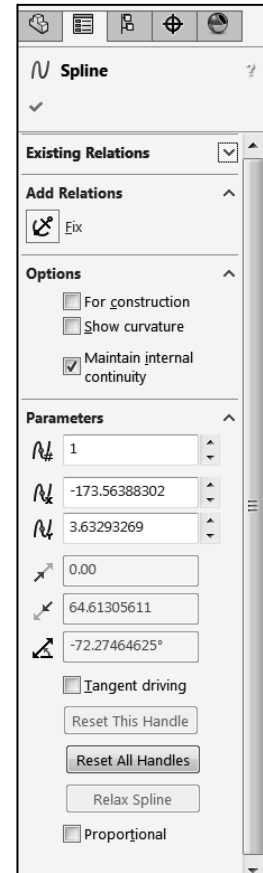 Spline
?
Existing Relations
Add Relations
Fix
Options
For construction
Show curvature
Maintain internal
continuity
Parameters
1
-173.56388302
3.63293269
0.00
64.61305611
-72.27464625°
Tangent driving
Reset This Handle
Reset All Handles
Relax Spline
Proportional